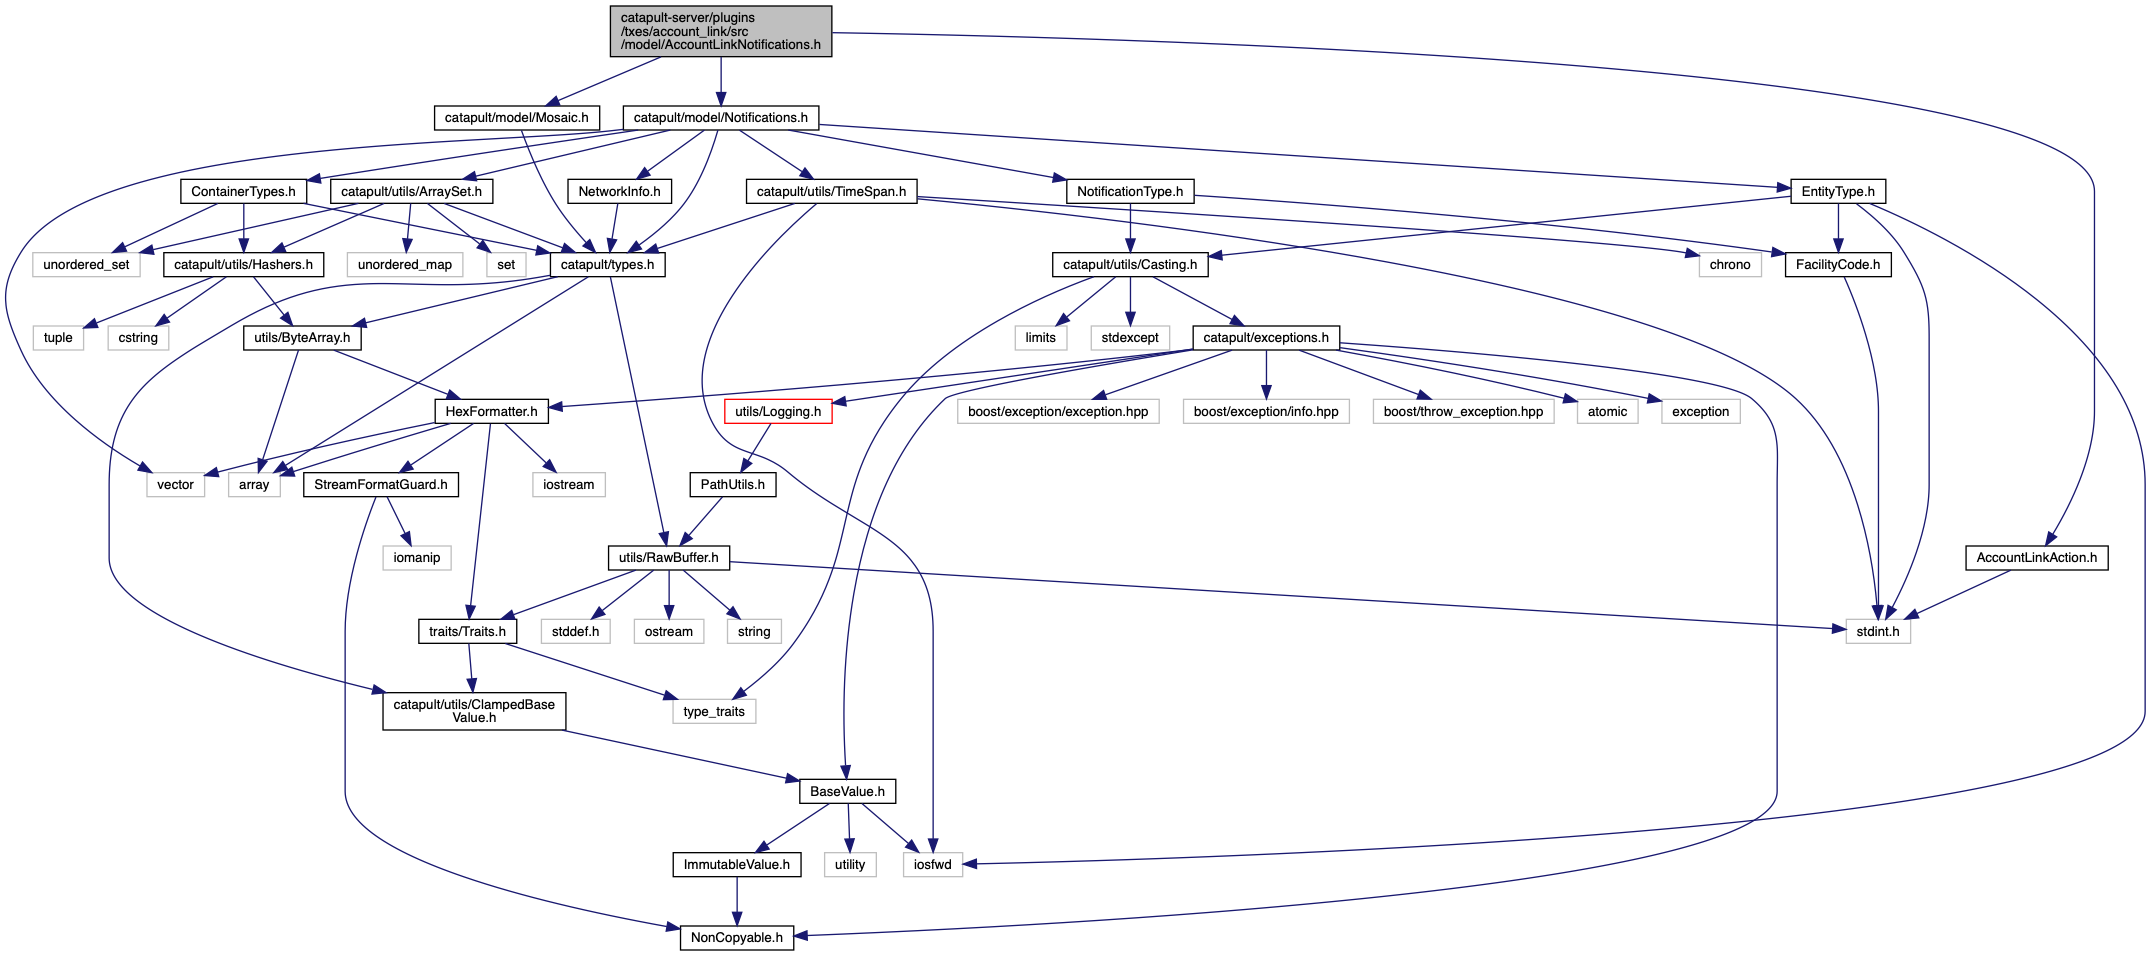 catapult-server/plugins
/txes/account_link/src
/model/AccountLinkNotifications.h
catapult/model/Mosaic.h
catapult/model/Notifications.h
ContainerTypes.h
catapult/utils/ArraySet.h
NetworkInfo.h
catapult/utils/TimeSpan.h
NotificationType.h
EntityType.h
unordered_set
catapult/utils/Hashers.h
unordered_map
set
catapult/types.h
catapult/utils/Casting.h
chrono
FacilityCode.h
tuple
cstring
utils/ByteArray.h
limits
stdexcept
catapult/exceptions.h
HexFormatter.h
utils/Logging.h
boost/exception/exception.hpp
boost/exception/info.hpp
boost/throw_exception.hpp
atomic
exception
vector
array
StreamFormatGuard.h
iostream
PathUtils.h
iomanip
utils/RawBuffer.h
AccountLinkAction.h
traits/Traits.h
stddef.h
ostream
string
stdint.h
catapult/utils/ClampedBase
Value.h
type_traits
BaseValue.h
ImmutableValue.h
utility
iosfwd
NonCopyable.h